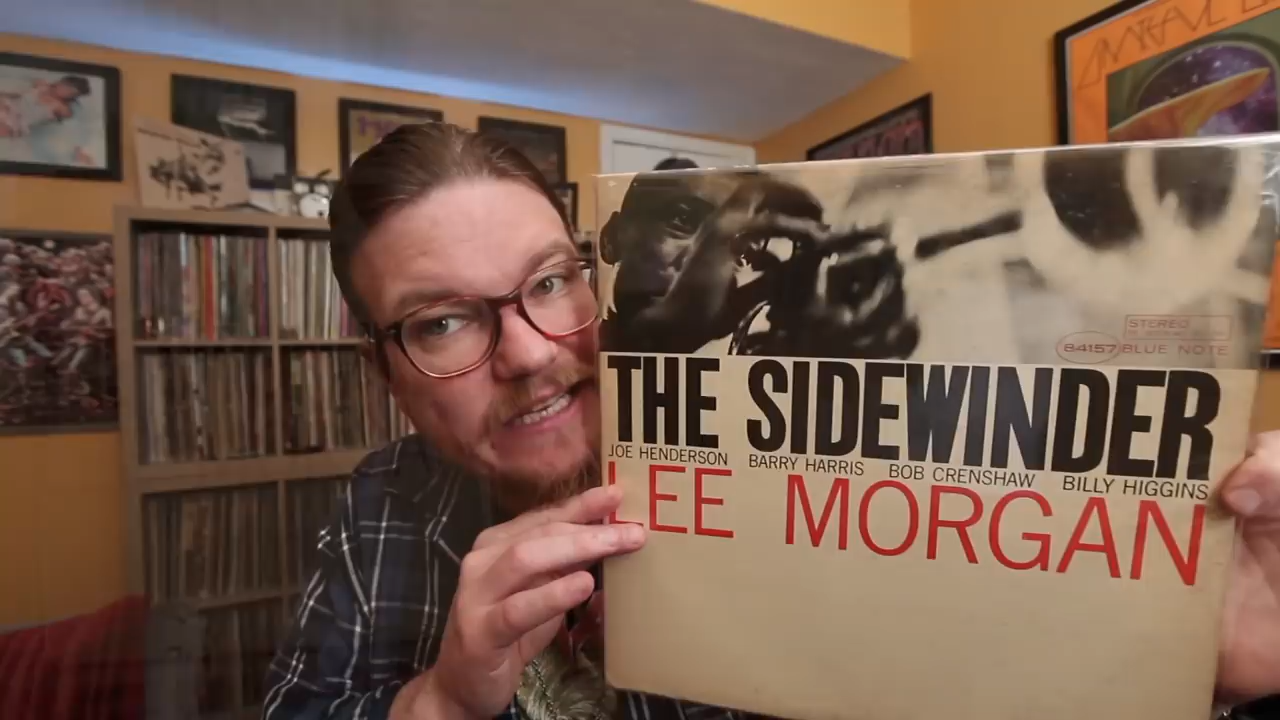 STEREO
84157 BLUE NOTE
THE SIDEWINDER
JOE HENDERSON BARRY HARRIS BOB CRENSHAW BILLY HIGGINS
LEE MORGAN